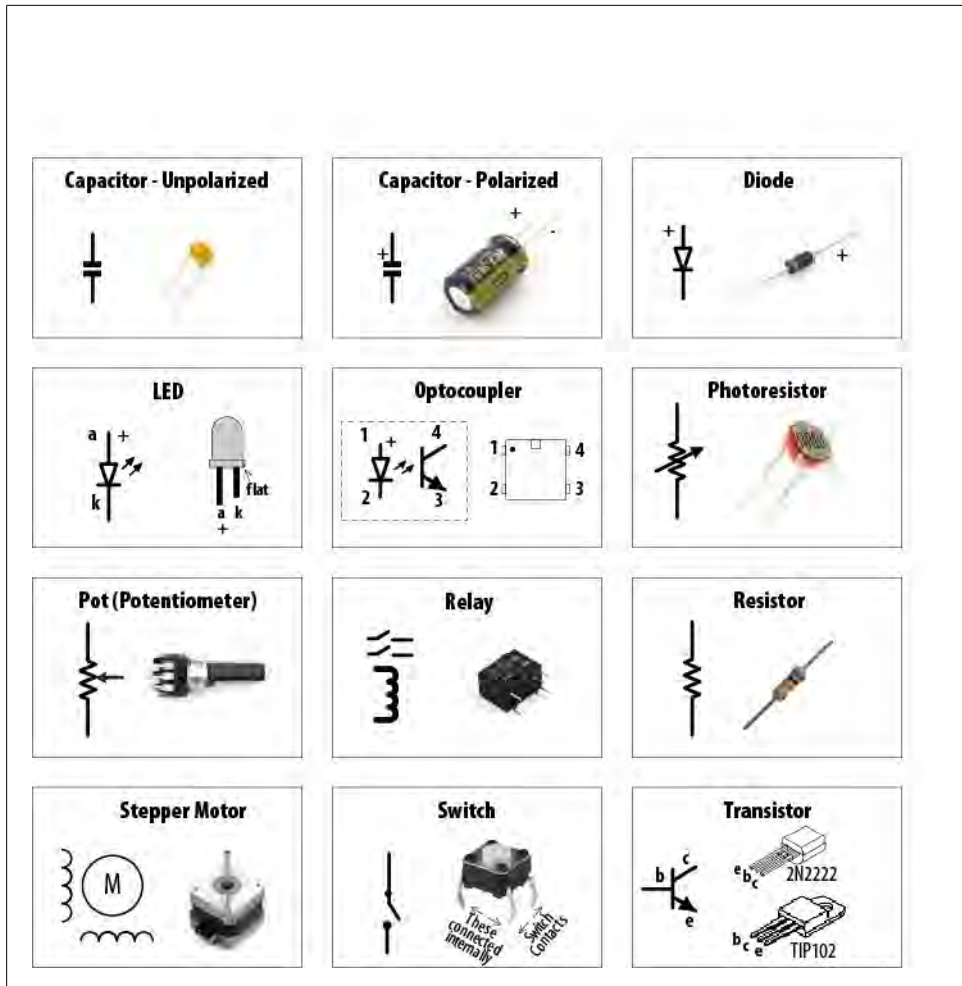 Capacitor - Unpolarized
Capacitor - Polarized
+
+
-
Diode
+
+
LED
a
+
k
flat
a k
+
Optocoupler
1
+
4
2
3
1
4
2
3
Photoresistor
Pot (Potentiometer)
Relay
Resistor
Stepper Motor
M
Switch
These
connected
internally
Switch
Contacts
Transistor
b
c
e
e b c
2N2222
b c e
TIP102